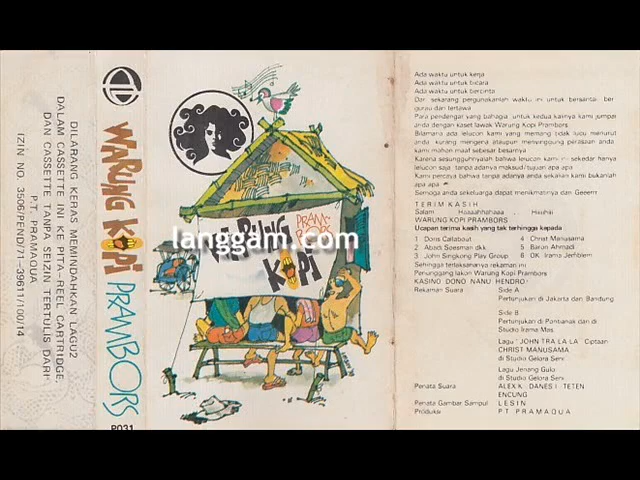 DILARANG KERAS MEMINDAHKAN LAGU2
DALAM CASSETTE INI KE PITA-REEL CARTRIDGE
DAN CASSETTE TANPA SEIZIN TERTULIS DARI
P.T. PRAMAQUA
IZIN NO. 3506/PEND/71-39611/100/14
WARUNG KOPI PRAMBORS
P031
WARUNG
KOPI
PRAM-
BORS
langgam.com
Ada waktu untuk kerja
Ada waktu untuk bicara
Ada waktu untuk bercinta
Dan sekarang pergunakanlah waktu ini untuk bersantai ber-
gurau dan tertawa
Para pendengar yang bahagia untuk kedua kalinya kami jumpai
anda dengan kaset lawak Warung Kopi Prambors
Bilamana ada lelucon kami yang memang tidak lucu menurut
anda kurang mengena ataupun menyinggung perasaan anda
kami mohon maaf sebesar besarnya
Karena sesungguhnyalah bahwa lelucon kami ini sekedar hanya
lelucon saja tanpa adanya maksud/tujuan apa apa
Kami percaya bahwa tanpa adanya anda sekalian kami bukanlah
apa apa
Semoga anda sekeluarga dapat menikmatinya dan Geeerrr
TERIMA KASIH
Salam Haaaahhahaaa Hiiihiii
WARUNG KOPI PRAMBORS
Ucapan terima kasih yang tak terhingga kepada
1 Doris Callabout 4 Christ Manusama
2 Abadi Soesman dkk 5 Baron Ahmadi
3 John Singkong Play Group 6 OK Irama Jernblem
Sehingga terlaksananya rekaman ini
Penunggang lakon Warung Kopi Prambors
KASINO DONO NANU HENDRO
Rekaman Suara Side A
Pertunjukan di Jakarta dan Bandung
Side B
Pertunjukan di Pontianak dan di
Studio Irama Mas
Lagu "JOHN TRA LA LA" Ciptaan
CHRIST MANUSAMA
di Studio Gelora Seni
Lagu Jenang Gulo
di Studio Gelora Seni
Penata Suara ALEX K. DANES I TETEN
ENCUNG
Penata Gambar Sampul LESIN
Produksi PT PRAMAQUA